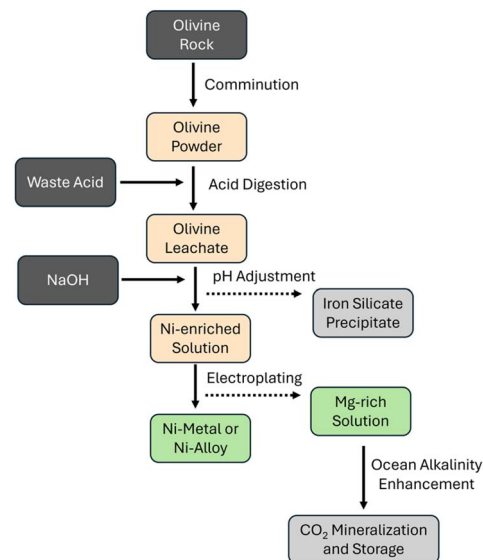 Olivine
Rock
Comminution
Olivine
Powder
Waste Acid
Acid Digestion
Olivine
Leachate
NaOH
pH Adjustment
Iron Silicate
Precipitate
Ni-enriched
Solution
Electroplating
Mg-rich
Solution
Ni-Metal or
Ni-Alloy
Ocean Alkalinity
Enhancement
CO₂ Mineralization
and Storage